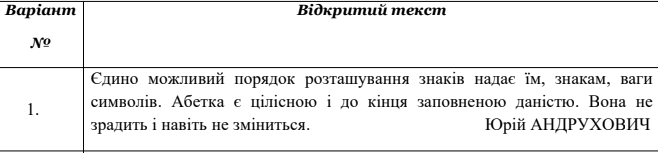 Варіант
№
Відкритий текст
1.
Єдино можливий порядок розташування знаків надає їм, знакам, ваги
символів. Абетка є цілісною і до кінця заповненою даністю. Вона не
зрадить і навіть не зміниться. Юрій АНДРУХОВИЧ